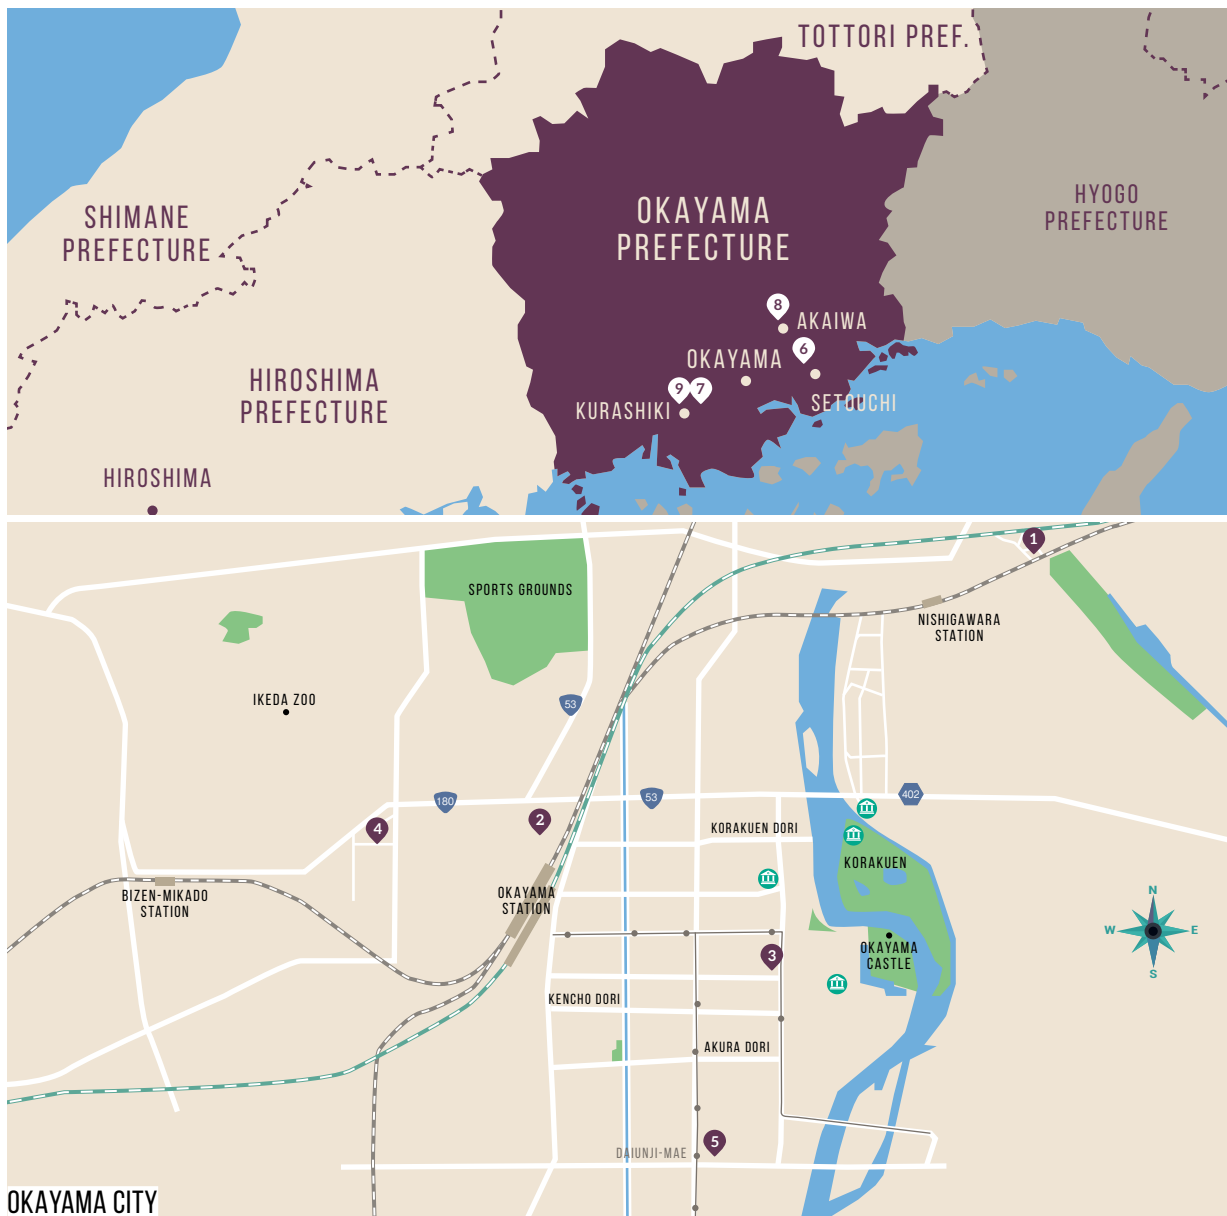 TOTTORI PREF.
SHIMANE
PREFECTURE
OKAYAMA
PREFECTURE
HYOGO
PREFECTURE
8
AKAIWA
6
OKAYAMA
HIROSHIMA
PREFECTURE
9
7
SETOUCHI
KURASHIKI
HIROSHIMA
1
SPORTS GROUNDS
NISHIGAWARA
STATION
IKEDA ZOO
53
180
53
402
4
2
KORAKUEN DORI
KORAKUEN
BIZEN-MIKADO
STATION
OKAYAMA
STATION
N
W
E
S
OKAYAMA
CASTLE
3
KENCHO DORI
AKURA DORI
5
DAIUNJI-MAE
OKAYAMA CITY